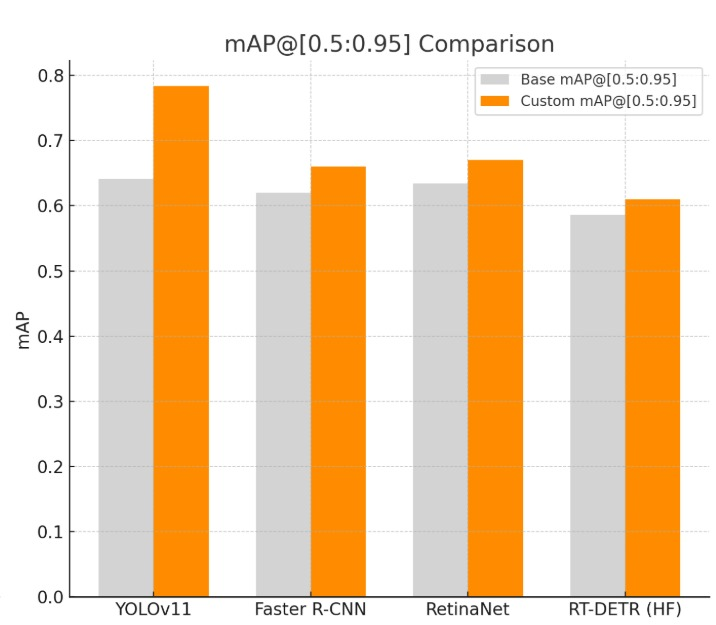 mAP@[0.5:0.95] Comparison
Base mAP@[0.5:0.95]
Custom mAP@[0.5:0.95]
mAP
0.8
0.7
0.6
0.5
0.4
0.3
0.2
0.1
0.0
YOLOv11 Faster R-CNN RetinaNet RT-DETR (HF)